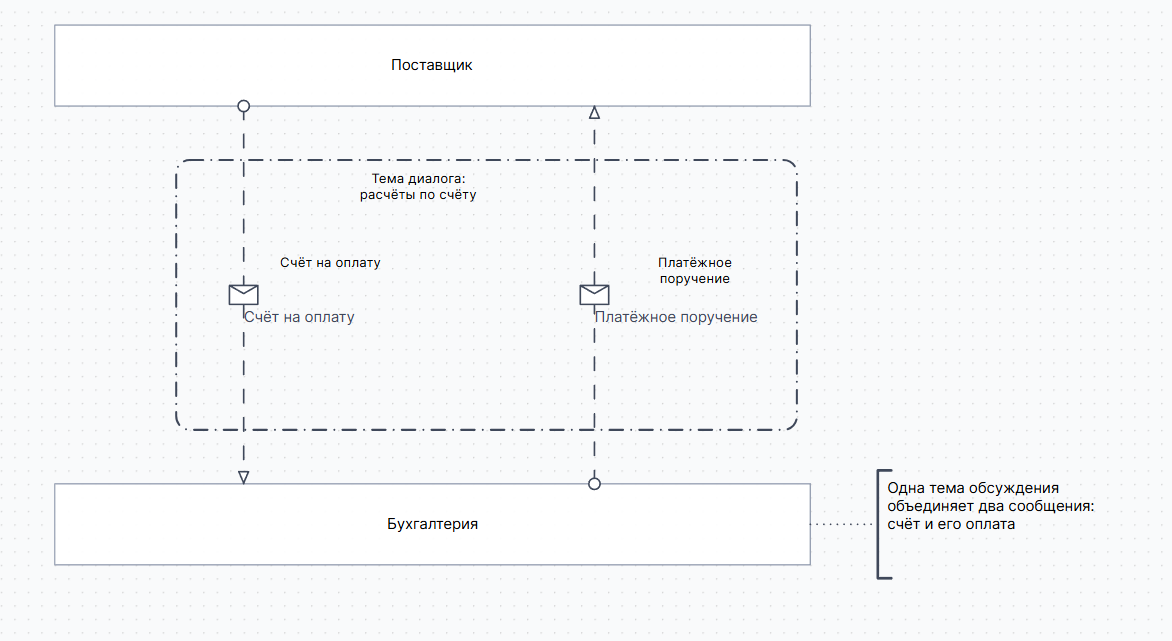 Поставщик
Тема диалога:
расчёты по счёту
Счёт на оплату
Платёжное
поручение
Счёт на оплату
Платёжное поручение
Одна тема обсуждения
объединяет два сообщения:
счёт и его оплата
Бухгалтерия